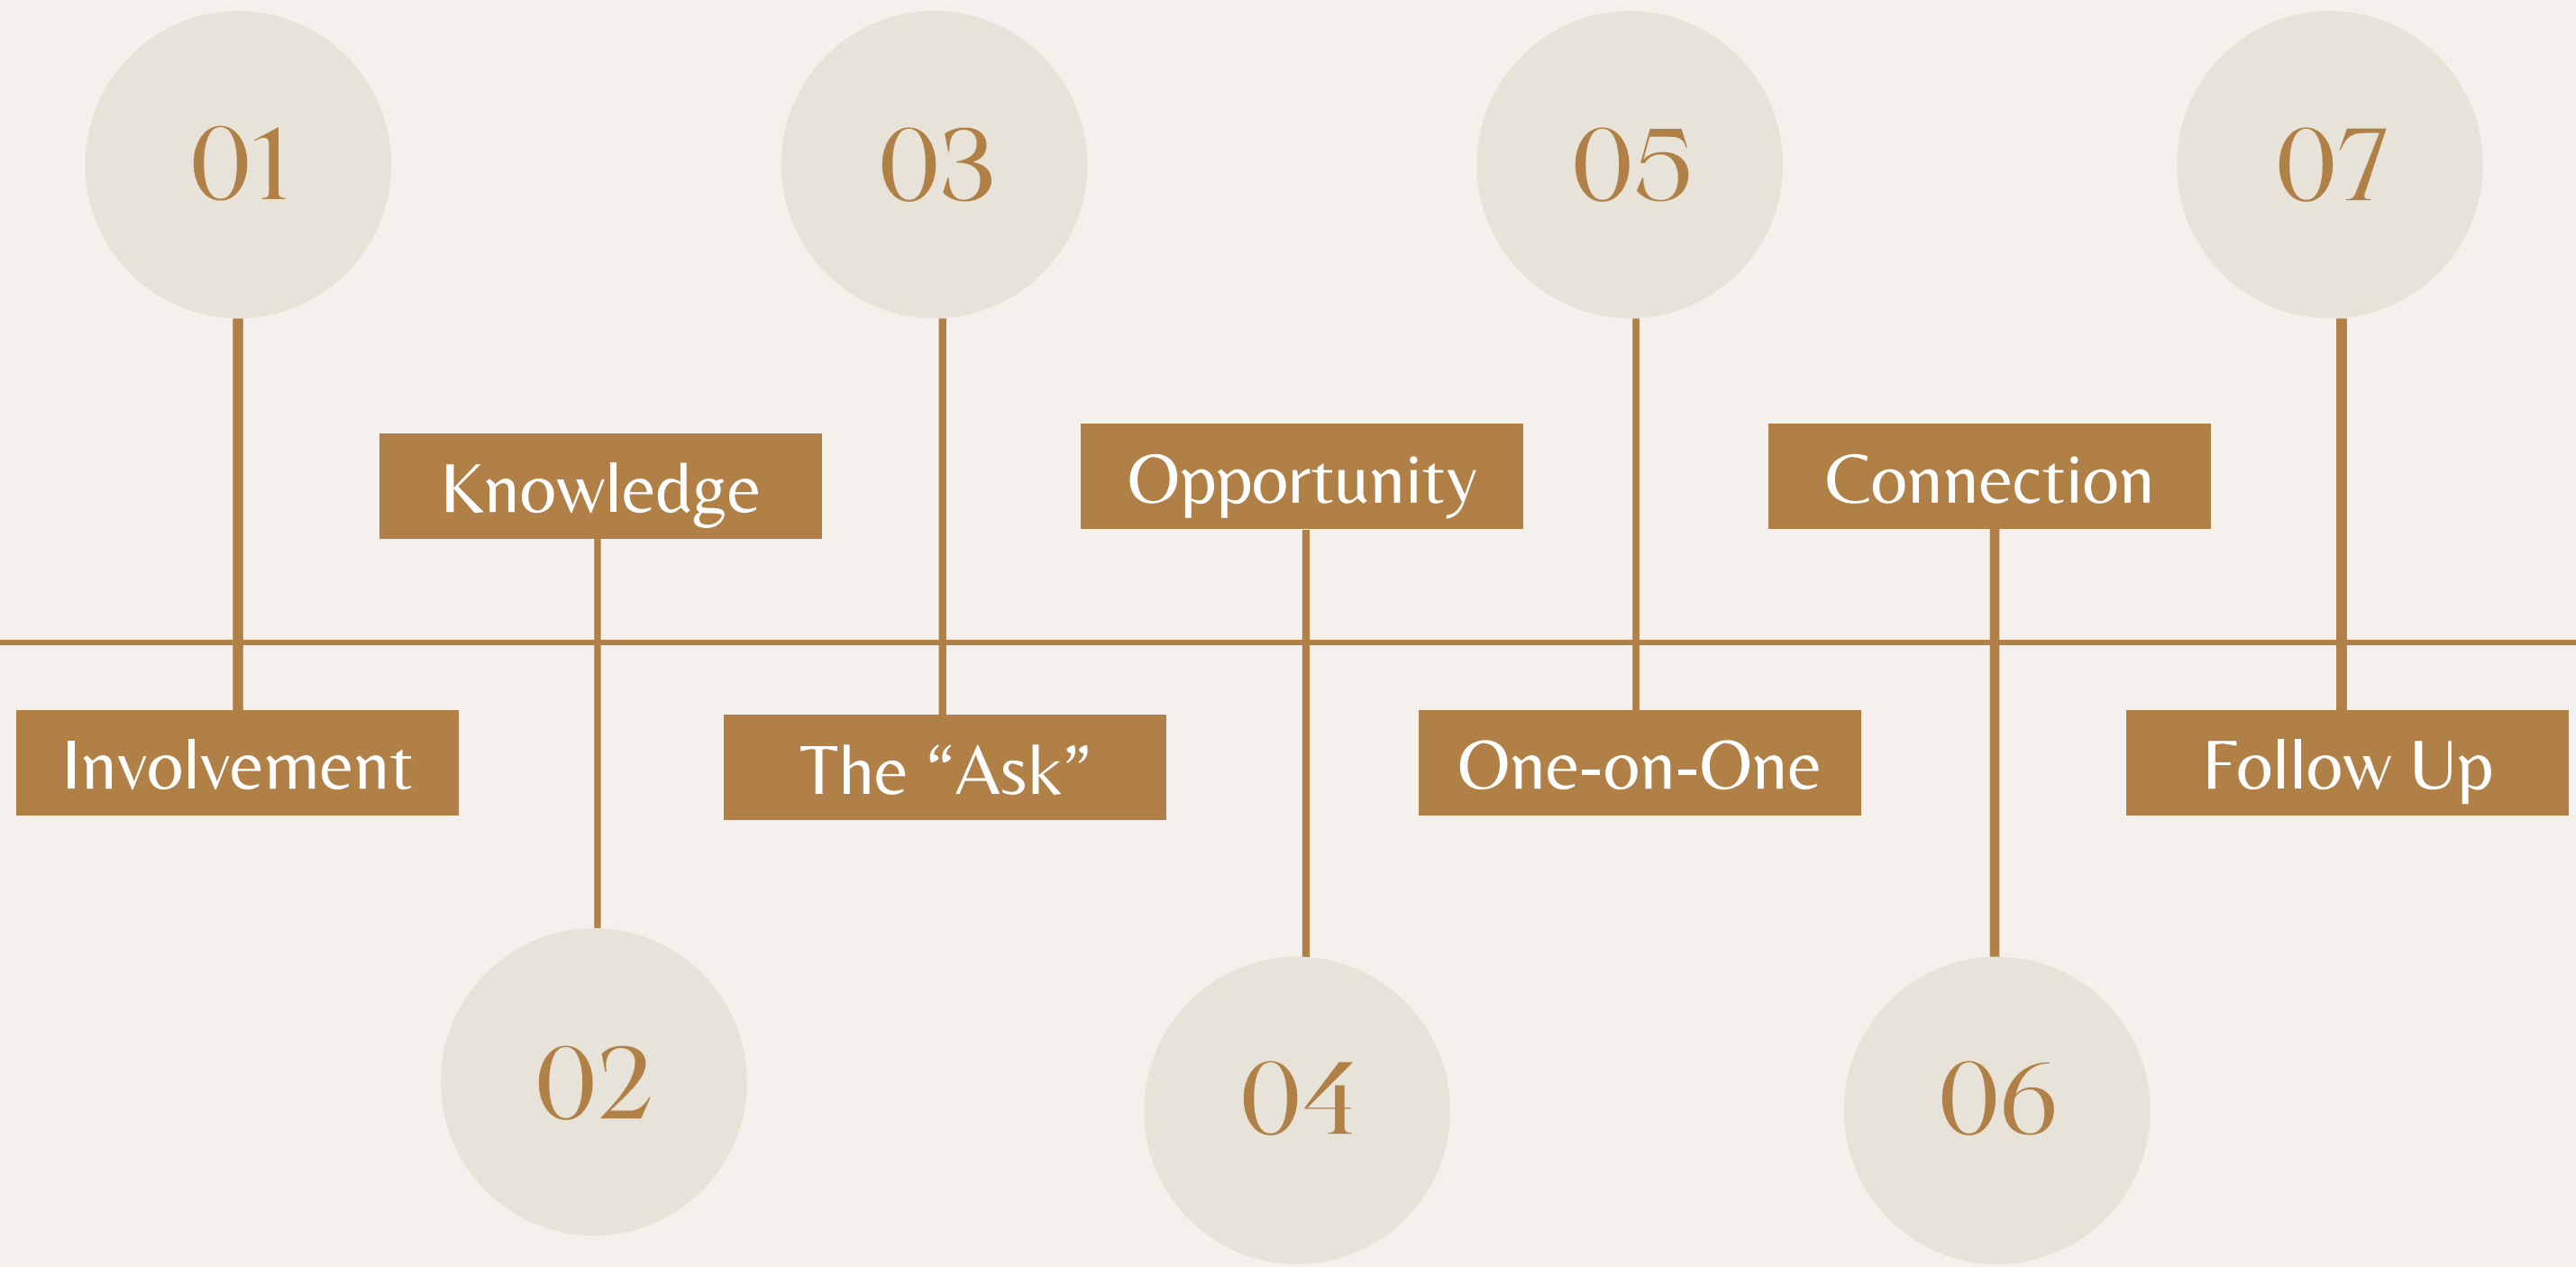 01
Involvement
02
Knowledge
03
The “Ask”
04
Opportunity
05
One-on-One
06
Connection
07
Follow Up